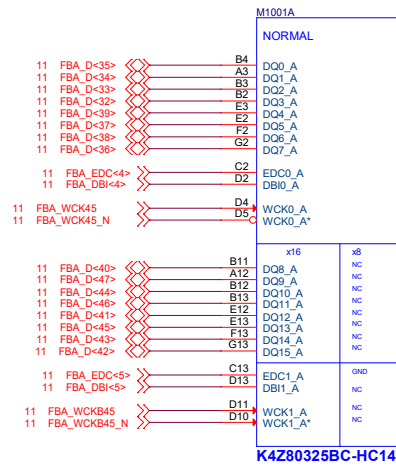 M1001A
NORMAL
11 FBA_D<35> B4 DQ0_A
11 FBA_D<34> A3 DQ1_A
11 FBA_D<33> B3 DQ2_A
11 FBA_D<32> B2 DQ3_A
11 FBA_D<39> E3 DQ4_A
11 FBA_D<37> E2 DQ5_A
11 FBA_D<38> F2 DQ6_A
11 FBA_D<36> G2 DQ7_A
11 FBA_EDC<4> C2 EDC0_A
11 FBA_DBI<4> D2 DBI0_A
11 FBA_WCK45 D4 WCK0_A
11 FBA_WCK45_N D5 WCK0_A*
x16 x8
11 FBA_D<40> B11 DQ8_A NC
11 FBA_D<47> A12 DQ9_A NC
11 FBA_D<44> B12 DQ10_A NC
11 FBA_D<46> B13 DQ11_A NC
11 FBA_D<41> E12 DQ12_A NC
11 FBA_D<45> E13 DQ13_A NC
11 FBA_D<43> F13 DQ14_A NC
11 FBA_D<42> G13 DQ15_A NC
11 FBA_EDC<5> C13 EDC1_A GND
11 FBA_DBI<5> D13 DBI1_A NC
11 FBA_WCKB45 D11 WCK1_A NC
11 FBA_WCKB45_N D10 WCK1_A* NC
K4Z80325BC-HC14